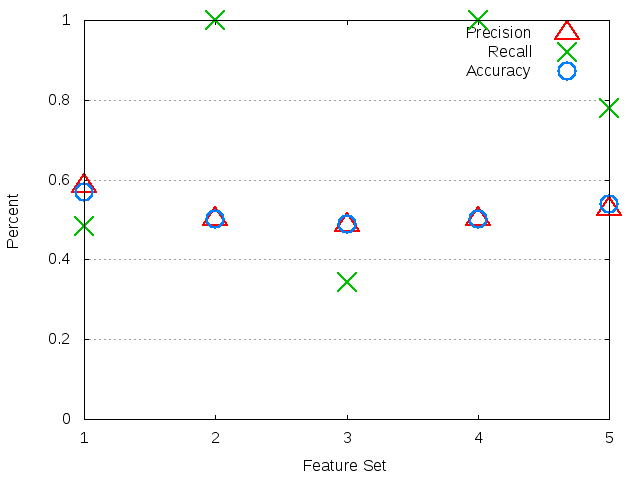 1
Precision
Recall
Accuracy
0.8
0.6
0.4
0.2
0
1 2 3 4 5
Percent
Feature Set